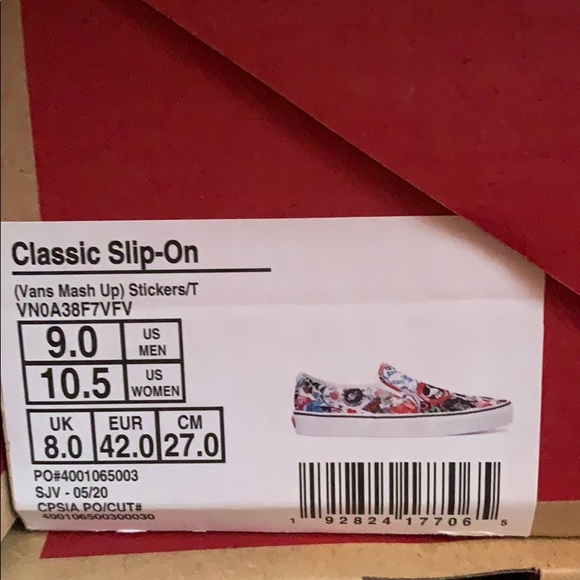 Classic Slip-On
(Vans Mash Up) Stickers/T
VN0A38F7VFV
9.0 US MEN
10.5 US WOMEN
UK EUR CM
8.0 42.0 27.0
PO#4001065003
SJV - 05/20
CPSIA PO/CUT#
400106500300030
1 92824 17706 5